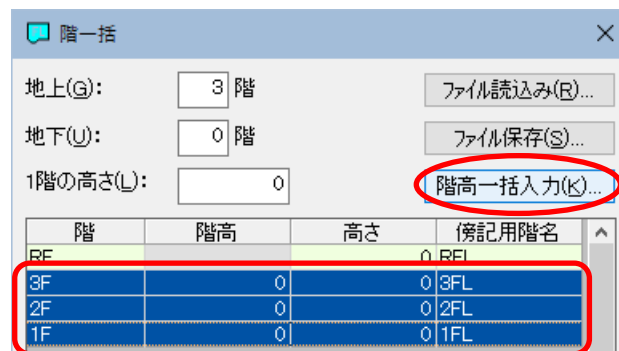 階一括
地上(G): 3 階 ファイル読込み(R)...
地下(U): 0 階 ファイル保存(S)...
1階の高さ(L): 0 階高一括入力(K)...
階 階高 高さ 傍記用階名
RF 0 RFL
3F 0 0 3FL
2F 0 0 2FL
1F 0 0 1FL